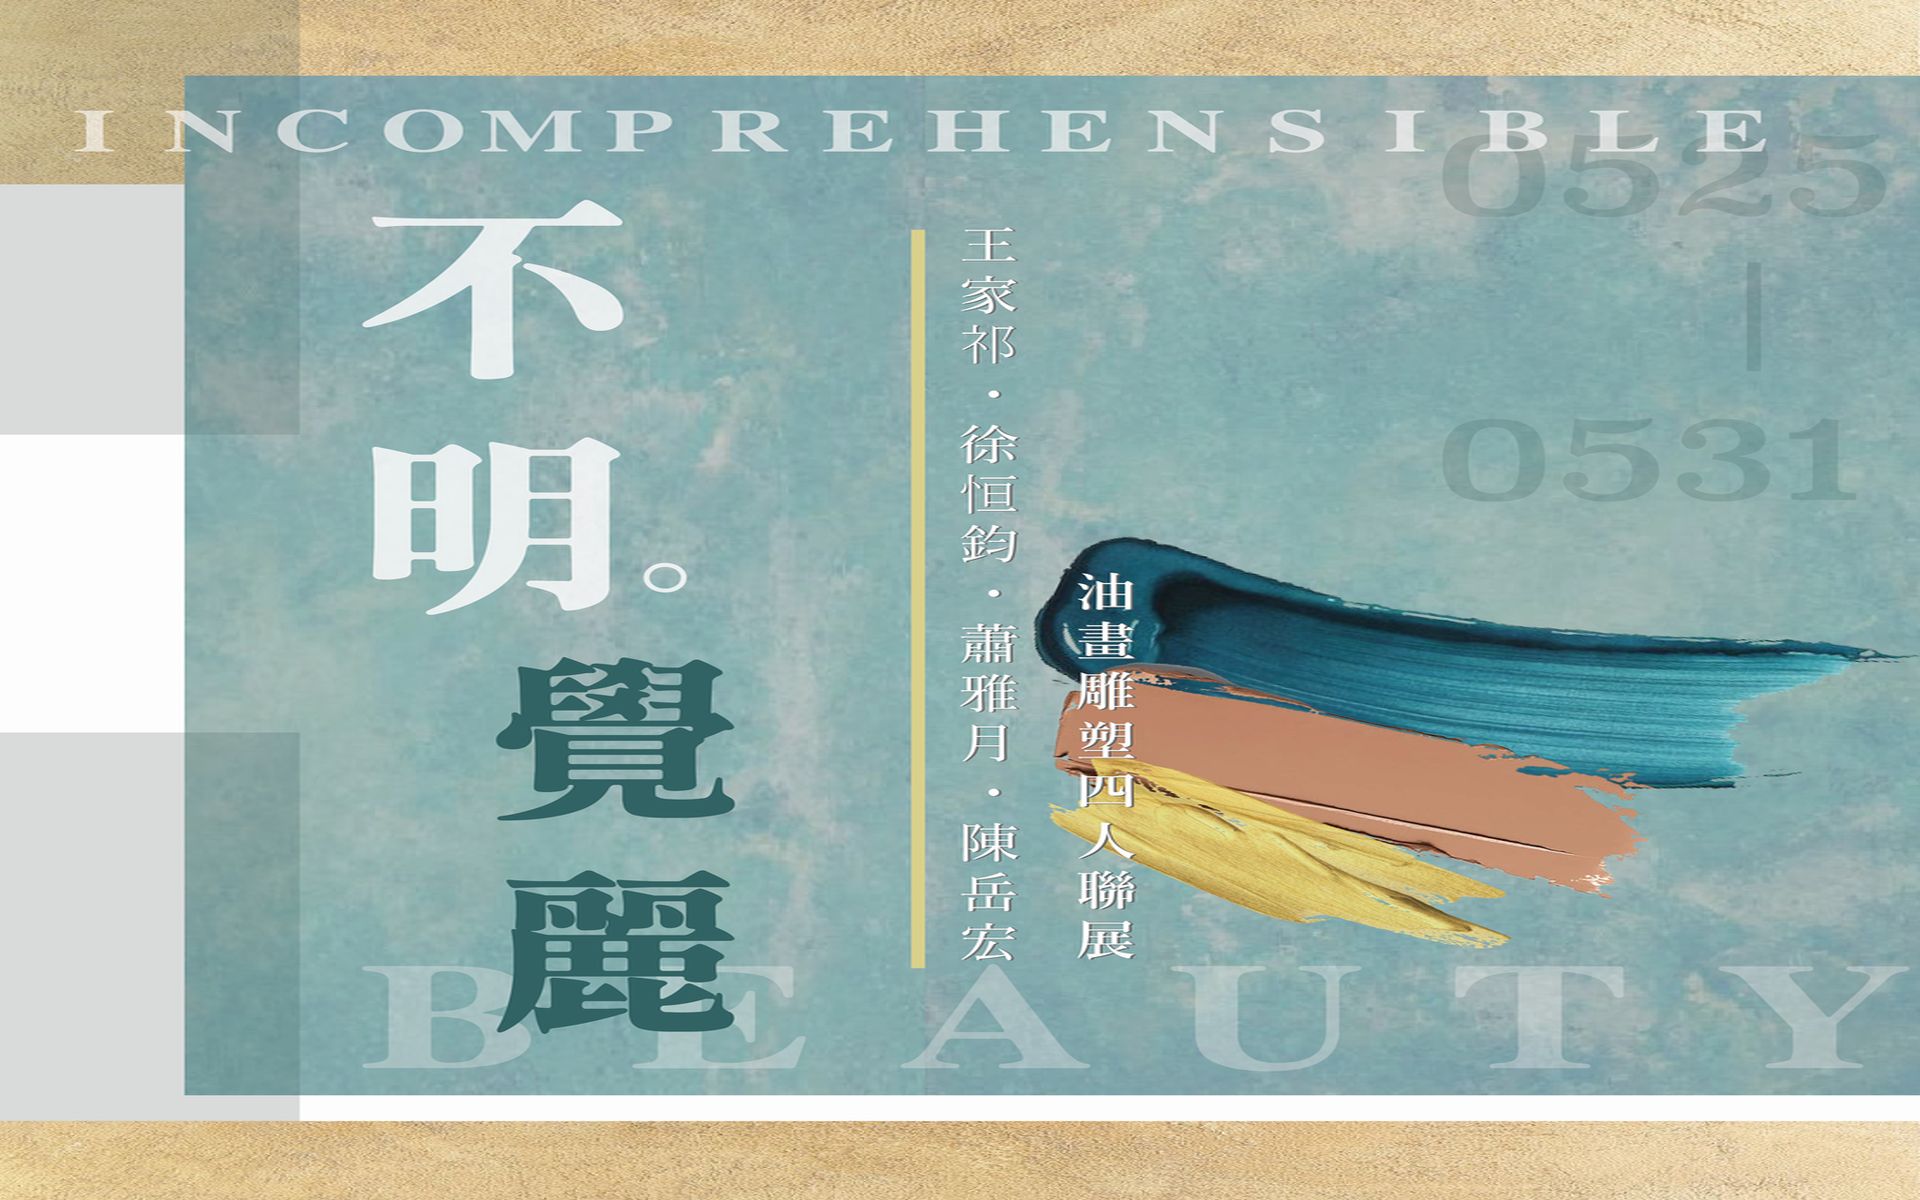 INCOMPREHENSIBLE
不明。
覺麗
王家祁・徐恒鈞・蕭雅月・陳岳宏
油畫雕塑四人聯展
0525
|
0531
BEAUTY